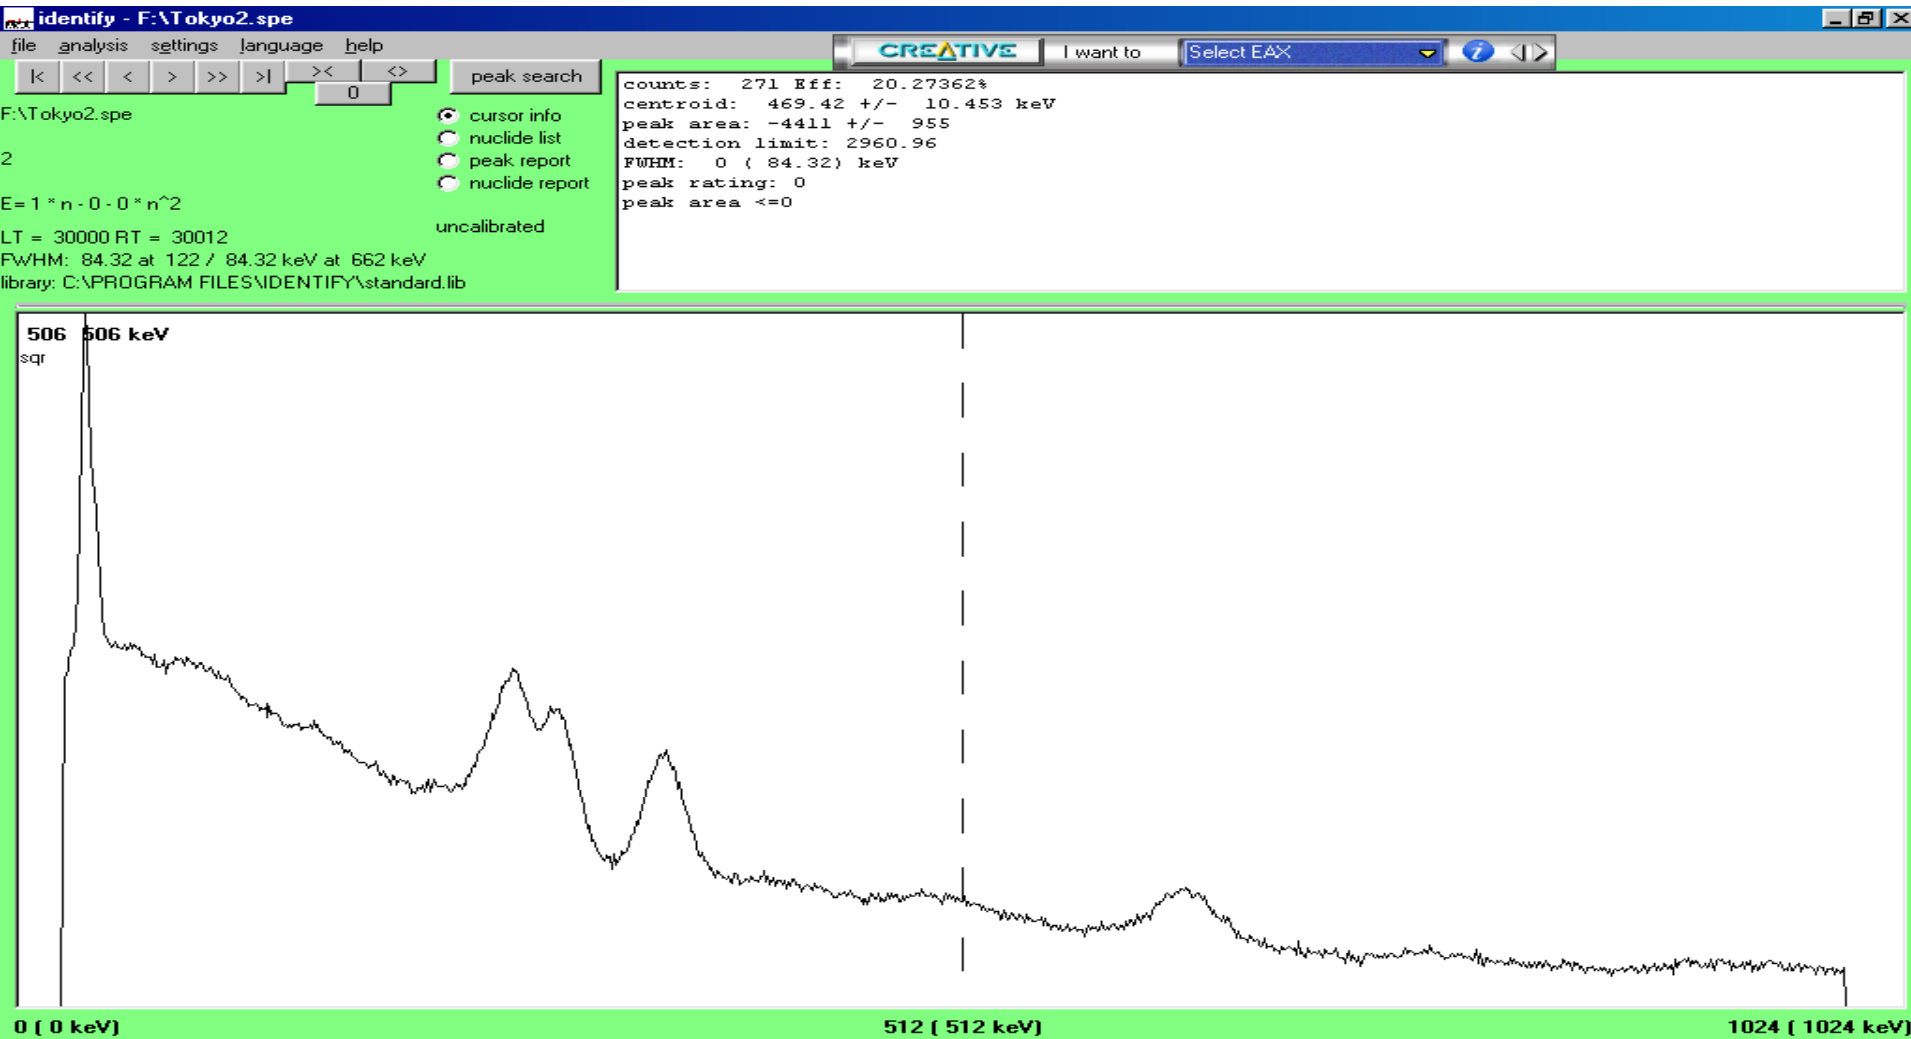 identify - F:\Tokyo2.spe
file analysis settings language help
CREATIVE I want to Select EAX
|< << < > >> >| >< <> peak search
0
F:\Tokyo2.spe
2
E= 1 * n - 0 - 0 * n^2
LT = 30000 RT = 30012
FWHM: 84.32 at 122 / 84.32 keV at 662 keV
library: C:\PROGRAM FILES\IDENTIFY\standard.lib
cursor info
nuclide list
peak report
nuclide report
uncalibrated
counts: 271 Eff: 20.27362%
centroid: 469.42 +/- 10.453 keV
peak area: -4411 +/- 955
detection limit: 2960.96
FWHM: 0 ( 84.32) keV
peak rating: 0
peak area <=0
506 506 keV
sqr
0 ( 0 keV) 512 ( 512 keV) 1024 ( 1024 keV)